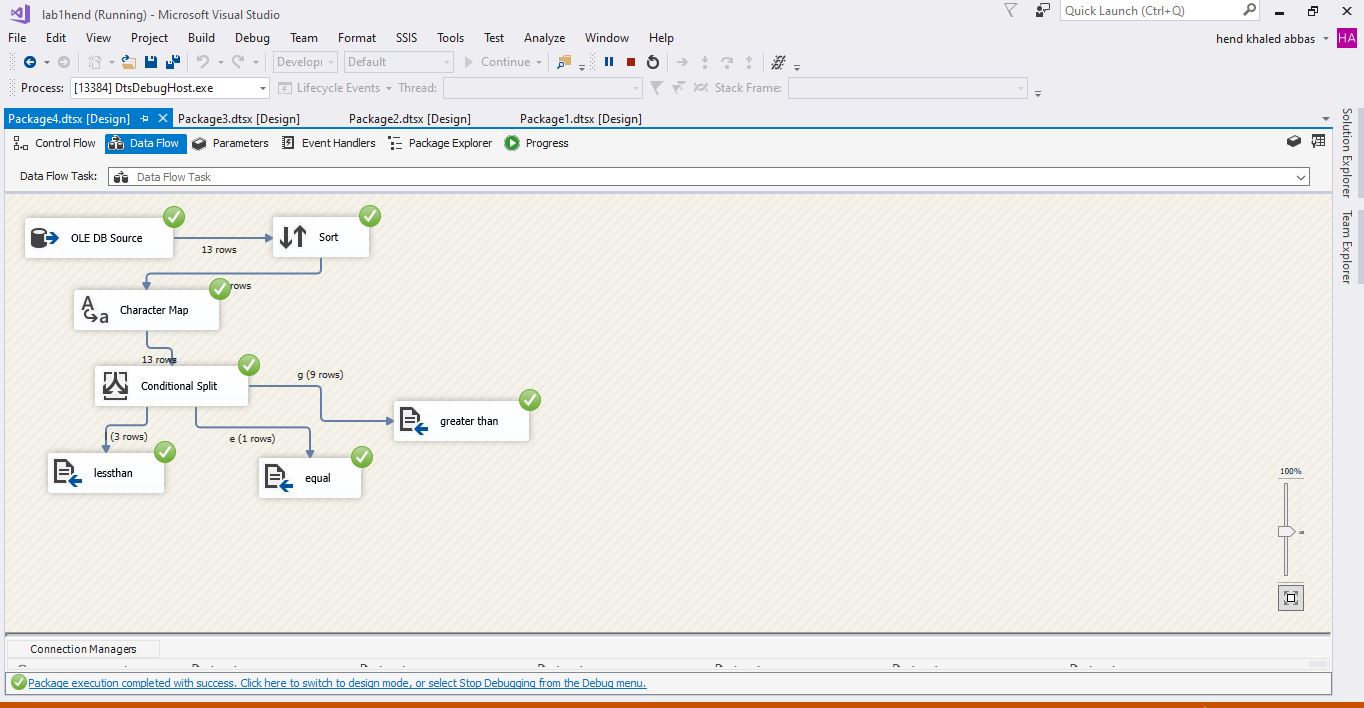 lab1hend (Running) - Microsoft Visual Studio
Quick Launch (Ctrl+Q)
File Edit View Project Build Debug Team Format SSIS Tools Test Analyze Window Help
hend khaled abbas HA
Develop Default Continue
Process: [13384] DtsDebugHost.exe Lifecycle Events Thread: Stack Frame:
Package4.dtsx [Design] Package3.dtsx [Design] Package2.dtsx [Design] Package1.dtsx [Design]
Control Flow Data Flow Parameters Event Handlers Package Explorer Progress
Data Flow Task: Data Flow Task
Solution Explorer
Team Explorer
OLE DB Source
13 rows
Sort
rows
Character Map
13 rows
Conditional Split
g (9 rows)
greater than
l (3 rows)
e (1 rows)
lessthan
equal
100%
Connection Managers
Package execution completed with success. Click here to switch to design mode, or select Stop Debugging from the Debug menu.